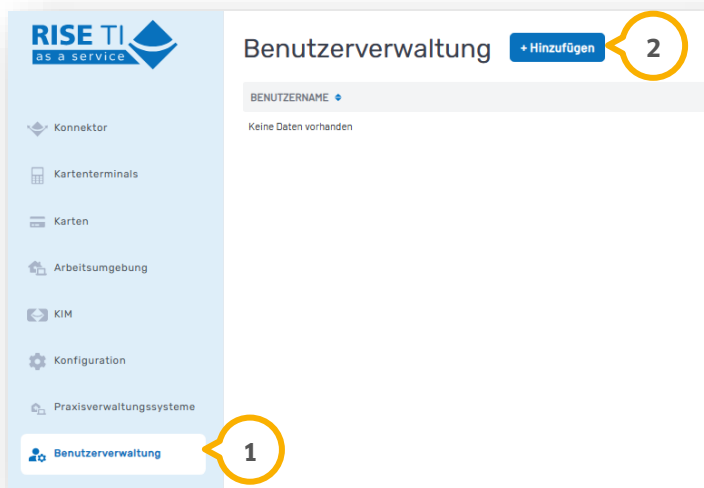 RISE TI
as a service
Benutzerverwaltung
+ Hinzufügen
2
BENUTZERNAME
Keine Daten vorhanden
Konnektor
Kartenterminals
Karten
Arbeitsumgebung
KIM
Konfiguration
Praxisverwaltungssysteme
Benutzerverwaltung
1